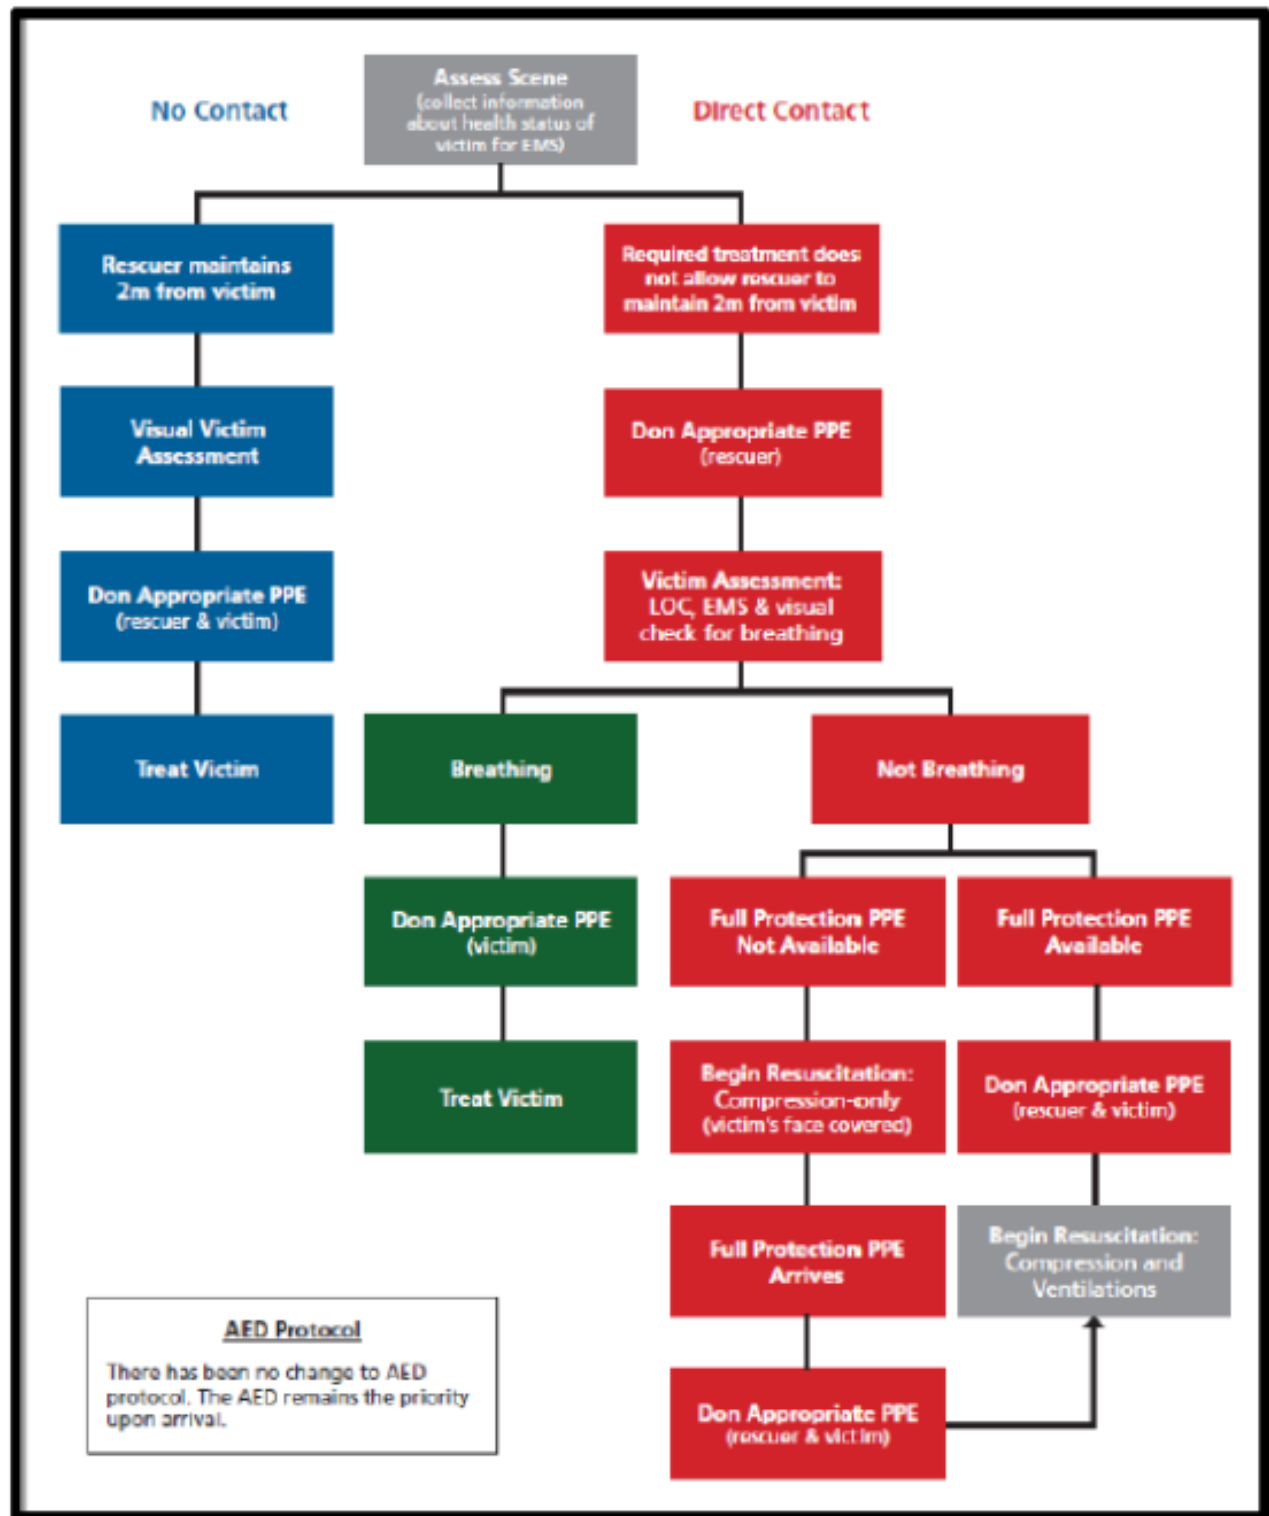 Assess Scene
(collect information
about health status of
victim for EMS)
No Contact
Direct Contact
Rescuer maintains
2m from victim
Visual Victim
Assessment
Don Appropriate PPE
(rescuer & victim)
Treat Victim
Required treatment does
not allow rescuer to
maintain 2m from victim
Don Appropriate PPE
(rescuer)
Victim Assessment:
LOC, EMS & visual
check for breathing
Breathing
Don Appropriate PPE
(victim)
Treat Victim
Not Breathing
Full Protection PPE
Not Available
Begin Resuscitation:
Compression-only
(victim's face covered)
Full Protection PPE
Arrives
Don Appropriate PPE
(rescuer & victim)
Full Protection PPE
Available
Don Appropriate PPE
(rescuer & victim)
Begin Resuscitation:
Compression and
Ventilations
AED Protocol
There has been no change to AED
protocol. The AED remains the priority
upon arrival.